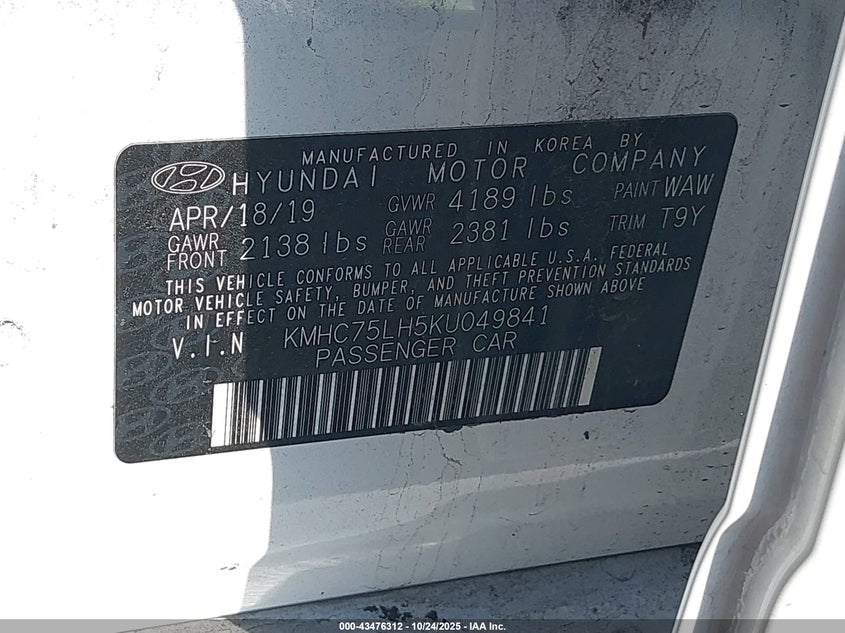 MANUFACTURED IN KOREA BY
HYUNDAI MOTOR COMPANY
APR/18/19 GVWR 4189 lbs PAINT WAW
GAWR FRONT 2138 lbs GAWR REAR 2381 lbs TRIM T9Y
THIS VEHICLE CONFORMS TO ALL APPLICABLE U.S.A. FEDERAL
MOTOR VEHICLE SAFETY, BUMPER, AND THEFT PREVENTION STANDARDS
IN EFFECT ON THE DATE OF MANUFACTURE SHOWN ABOVE
V.I.N KMHC75LH5KU049841
PASSENGER CAR
000-43476312 - 10/24/2025 - IAA Inc.